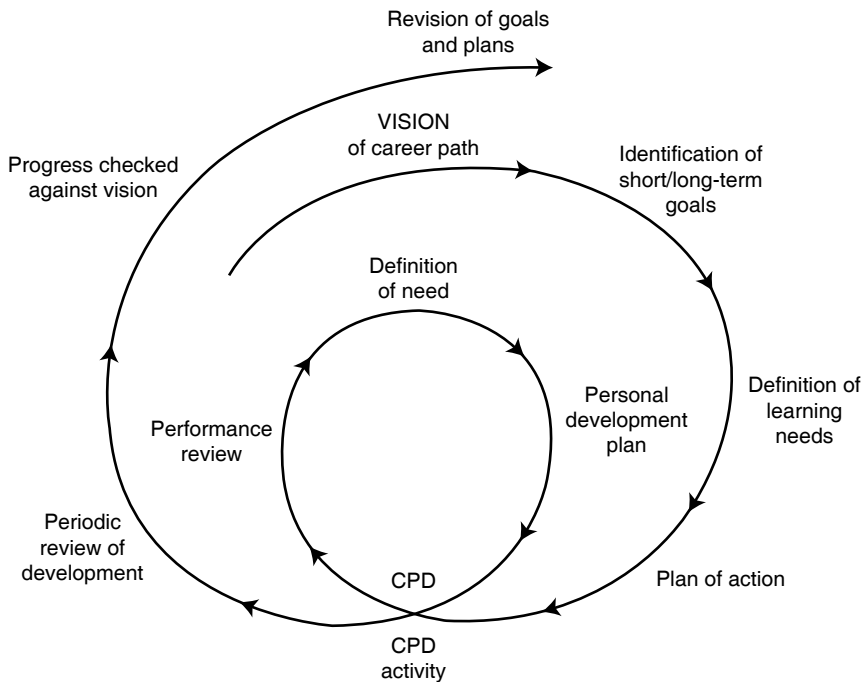 Revision of goals
and plans
VISION
of career path
Progress checked
against vision
Identification of
short/long-term
goals
Definition
of need
Personal
development
plan
Definition of
learning
needs
Performance
review
Periodic
review of
development
CPD
Plan of action
CPD
activity